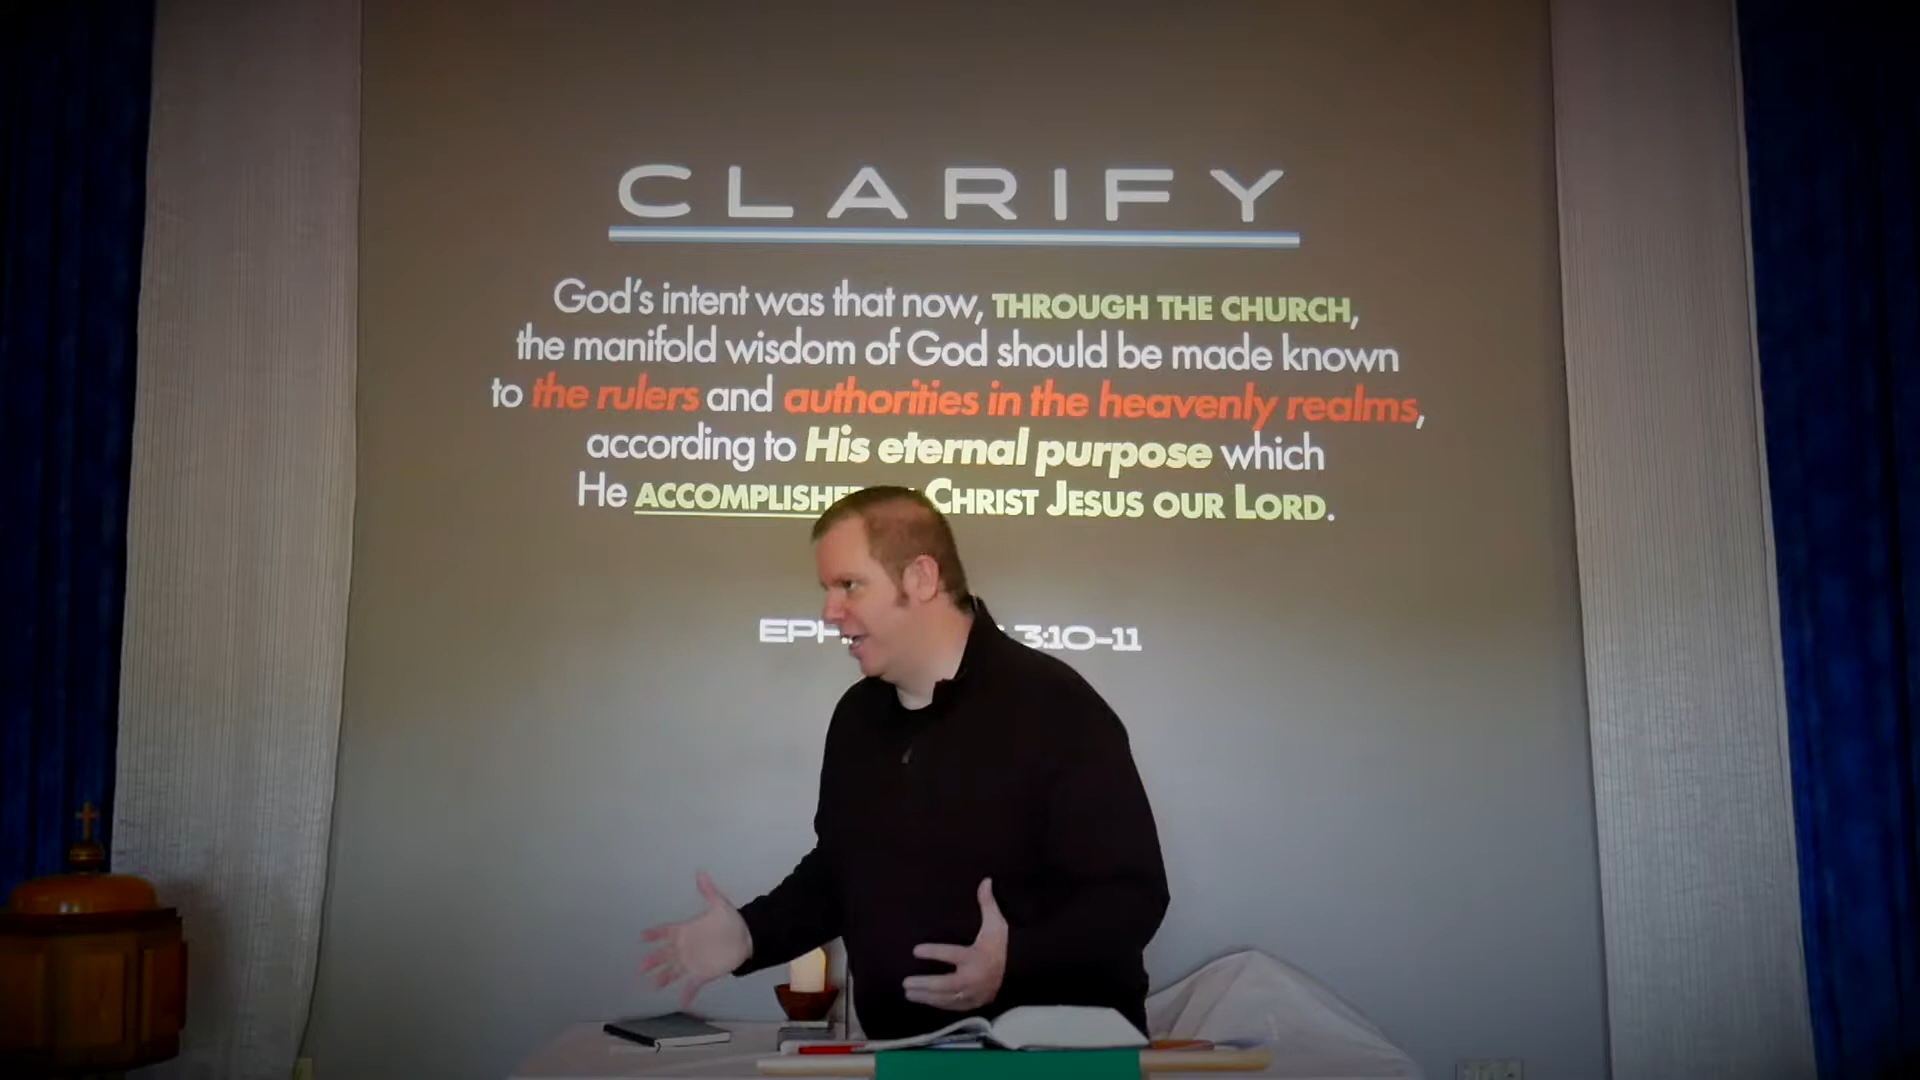 CLARIFY
God's intent was that now, THROUGH THE CHURCH,
the manifold wisdom of God should be made known
to the rulers and authorities in the heavenly realms,
according to His eternal purpose which
He CHRIST JESUS OUR LORD.
3:10-11